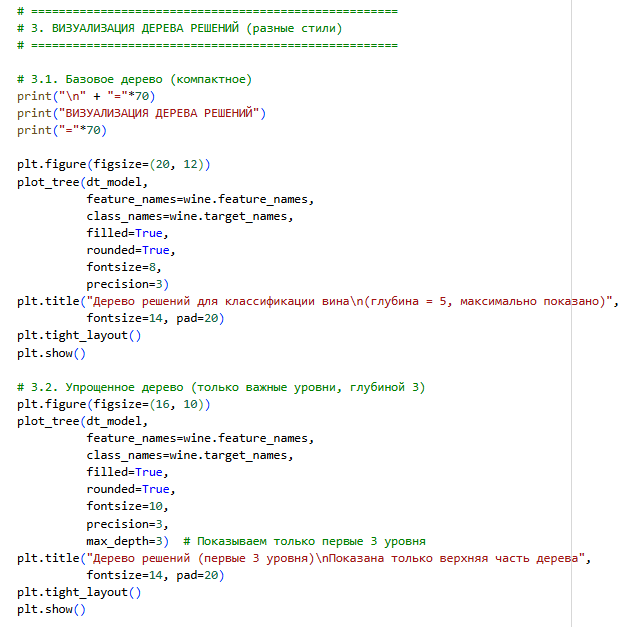 # ==================================================
# 3. ВИЗУАЛИЗАЦИЯ ДЕРЕВА РЕШЕНИЙ (разные стили)
# ==================================================

# 3.1. Базовое дерево (компактное)
print("\n" + "="*70)
print("ВИЗУАЛИЗАЦИЯ ДЕРЕВА РЕШЕНИЙ")
print("="*70)

plt.figure(figsize=(20, 12))
plot_tree(dt_model,
          feature_names=wine.feature_names,
          class_names=wine.target_names,
          filled=True,
          rounded=True,
          fontsize=8,
          precision=3)
plt.title("Дерево решений для классификации вина\n(глубина = 5, максимально показано)",
          fontsize=14, pad=20)
plt.tight_layout()
plt.show()

# 3.2. Упрощенное дерево (только важные уровни, глубиной 3)
plt.figure(figsize=(16, 10))
plot_tree(dt_model,
          feature_names=wine.feature_names,
          class_names=wine.target_names,
          filled=True,
          rounded=True,
          fontsize=10,
          precision=3,
          max_depth=3)  # Показываем только первые 3 уровня
plt.title("Дерево решений (первые 3 уровня)\nПоказана только верхняя часть дерева",
          fontsize=14, pad=20)
plt.tight_layout()
plt.show()